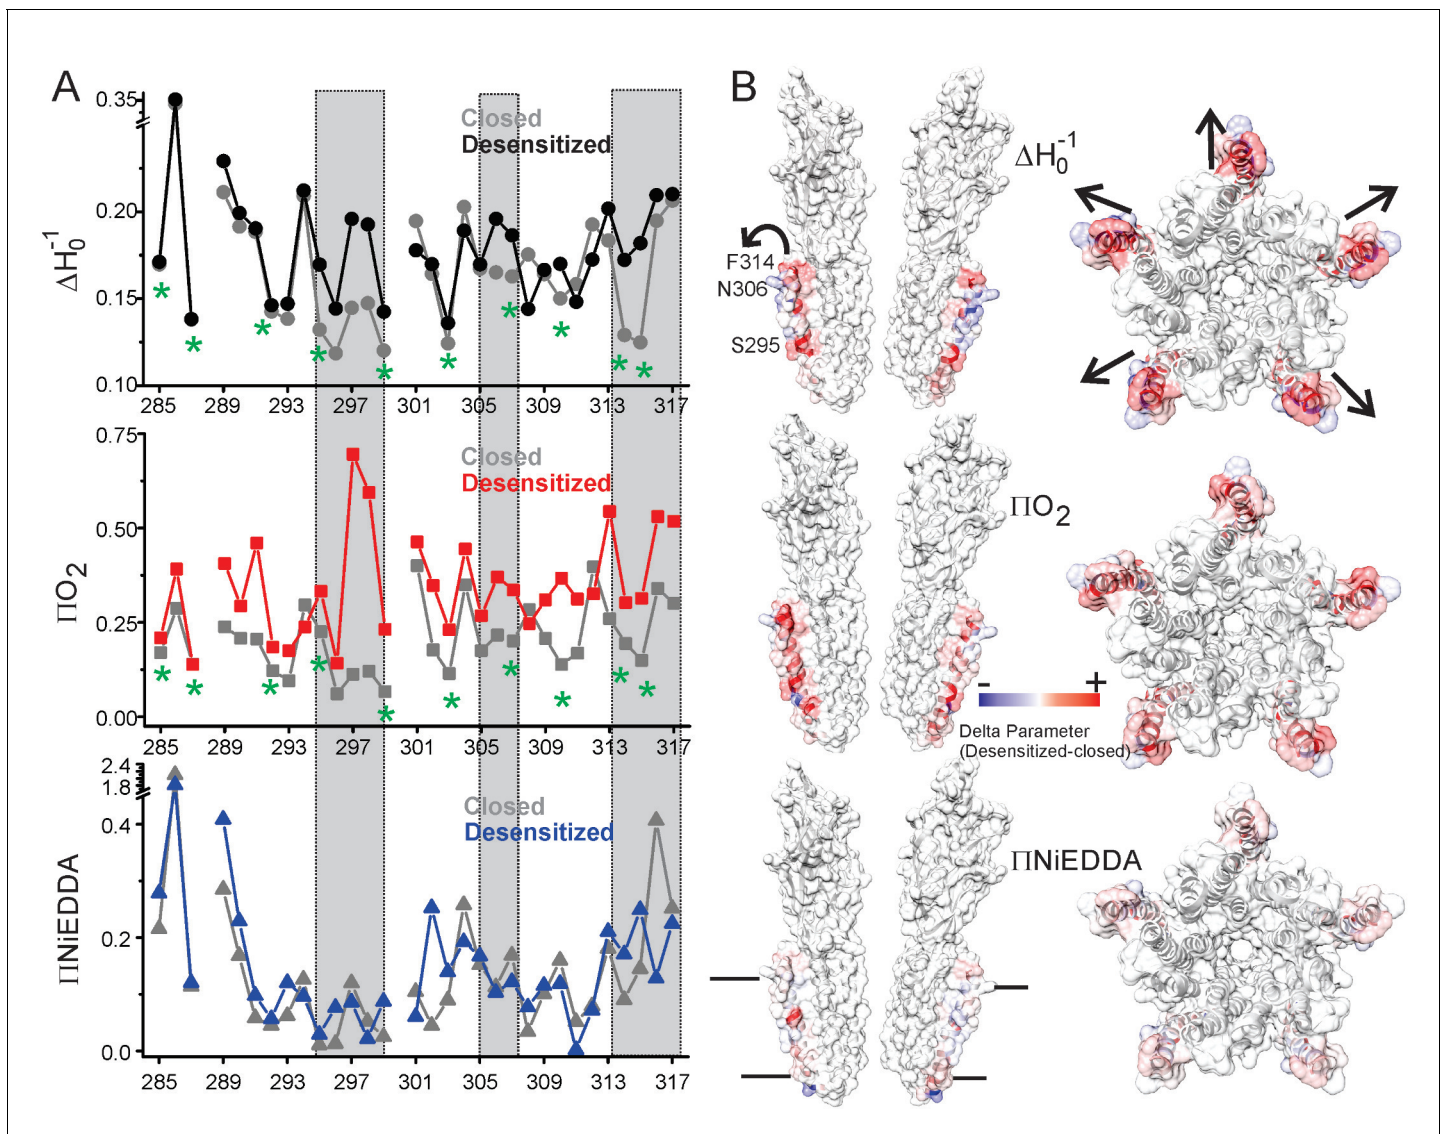 A
B
0.35
0.20
0.15
0.10
ΔH₀⁻¹
Closed
Desensitized
* * * * * * * * * *
285 289 293 297 301 305 309 313 317
0.75
0.50
0.25
0.00
ΠO₂
Closed
Desensitized
* * * * * * * * * *
285 289 293 297 301 305 309 313 317
2.4
1.8
0.4
0.2
0.0
ΠNiEDDA
Closed
Desensitized
285 289 293 297 301 305 309 313 317
ΔH₀⁻¹
F314
N306
S295
ΠO₂
- +
Delta Parameter
(Desensitized-closed)
ΠNiEDDA